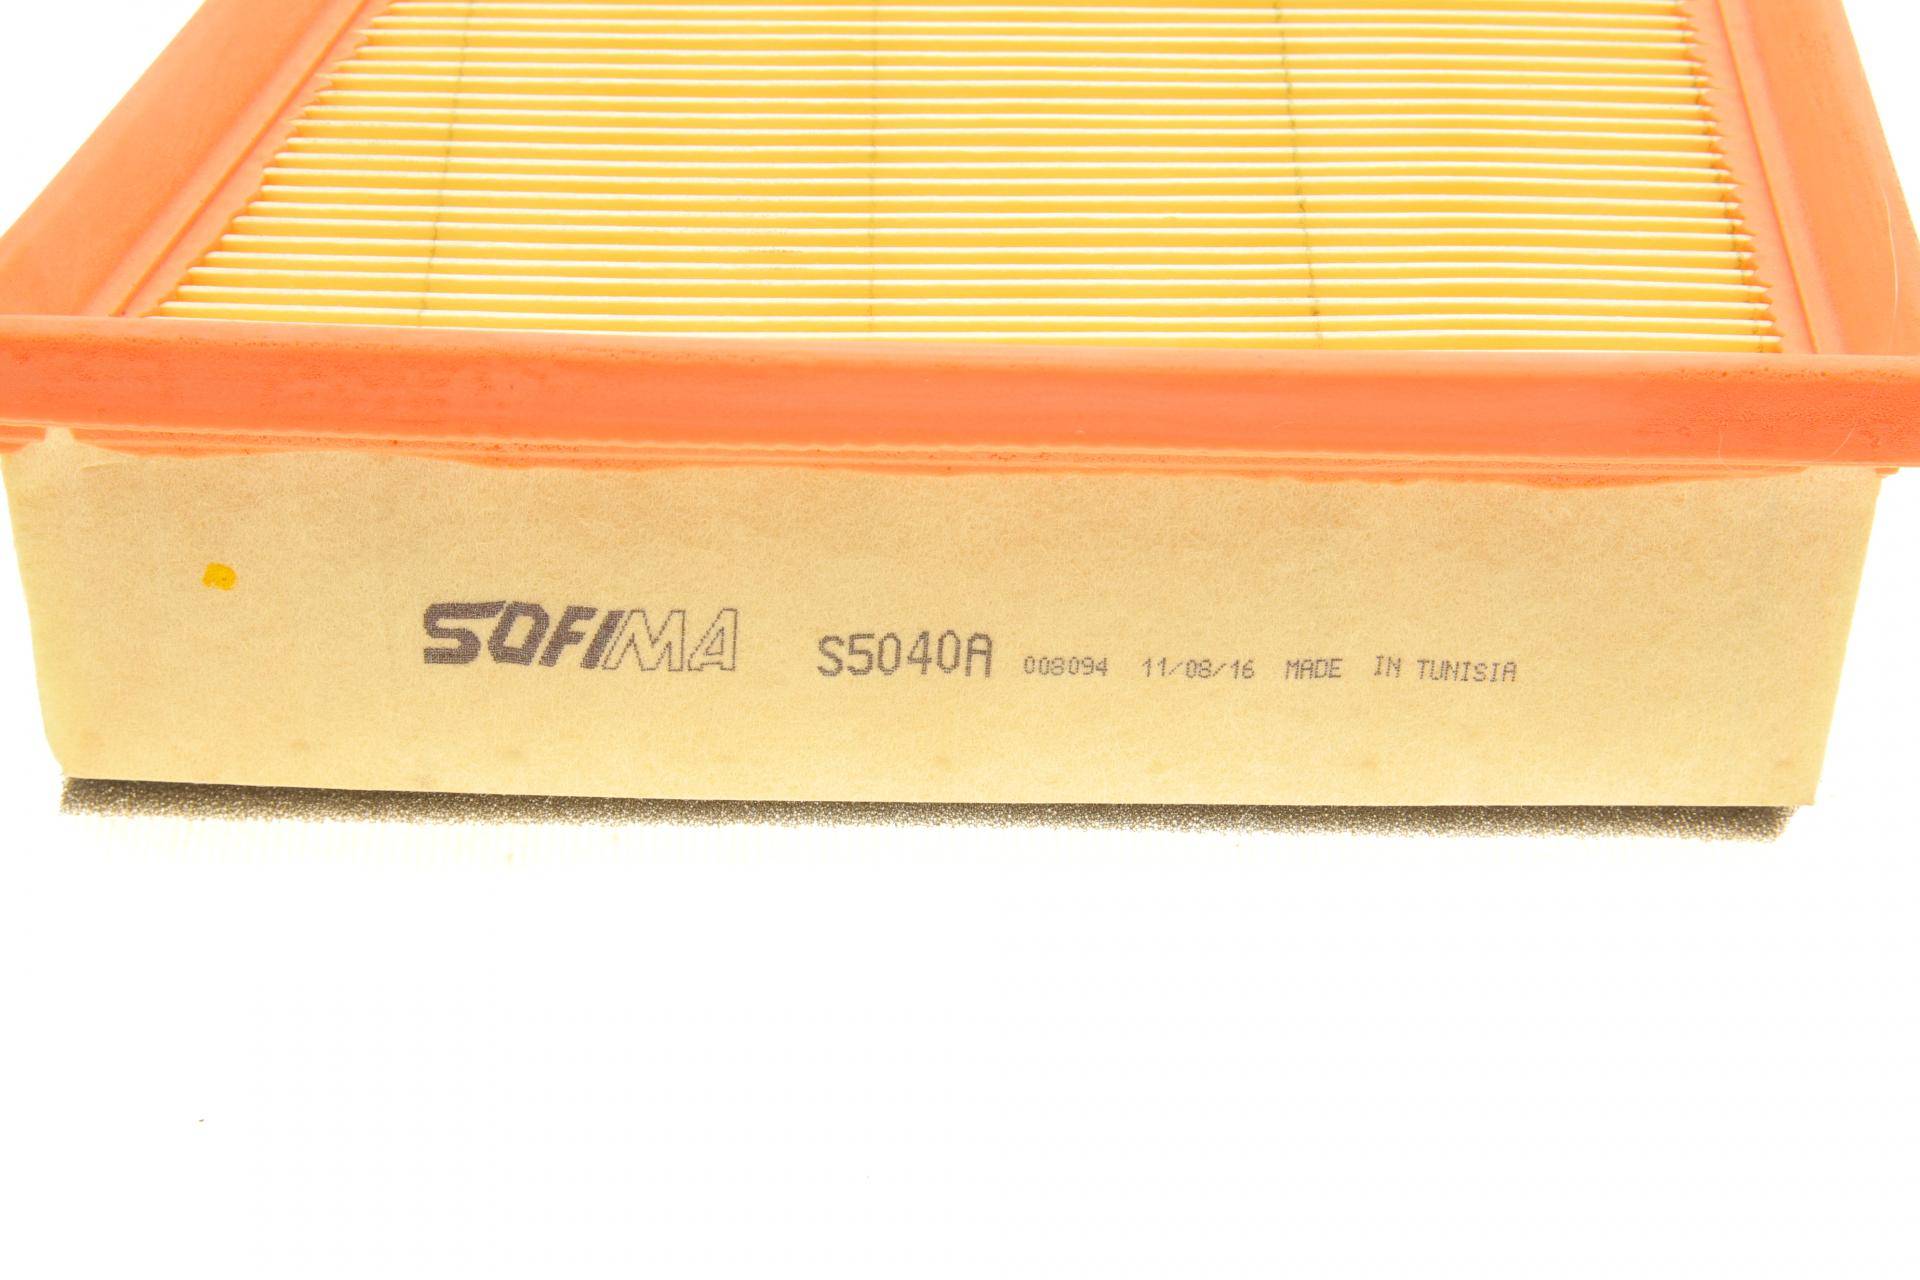 SOFIMA S5040A 008094 11/08/16 MADE IN TUNISIA